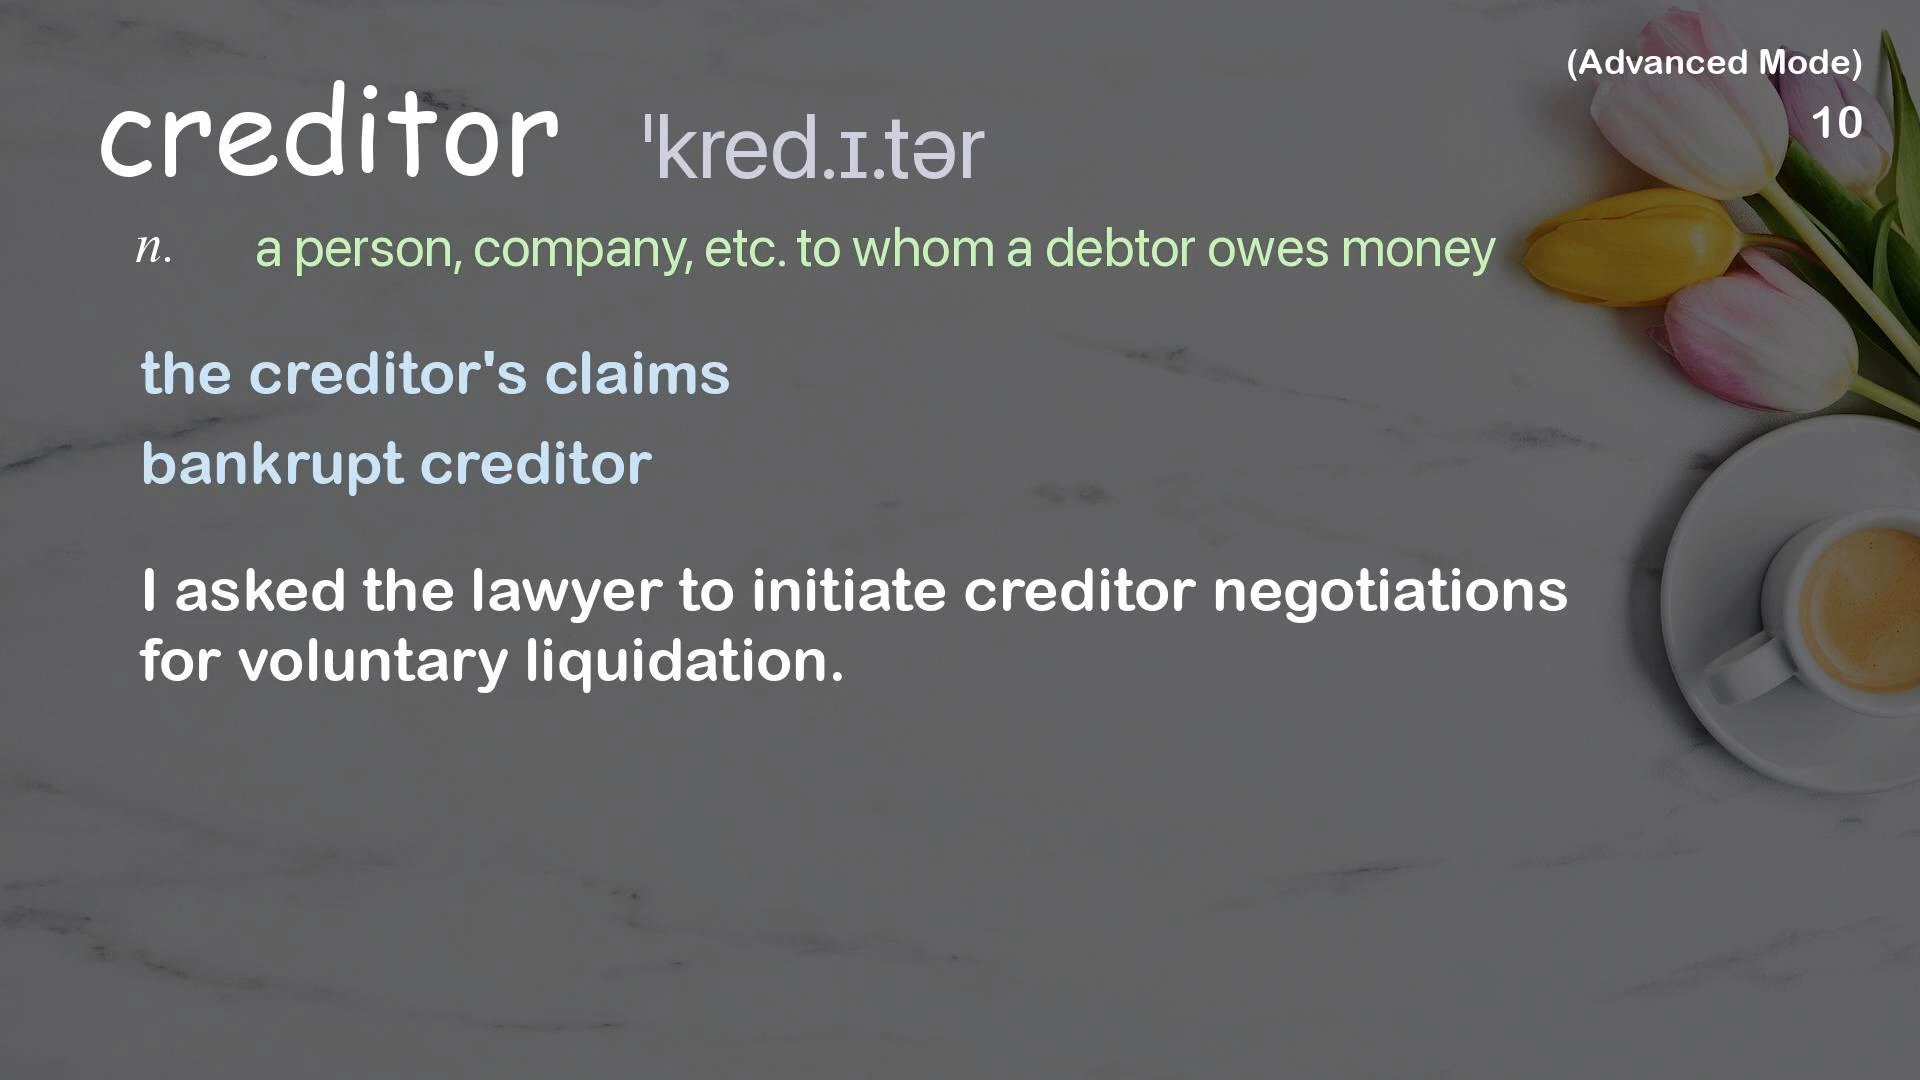 (Advanced Mode)
10
creditor ˈkred.ɪ.tər
n. a person, company, etc. to whom a debtor owes money
the creditor's claims
bankrupt creditor
I asked the lawyer to initiate creditor negotiations
for voluntary liquidation.